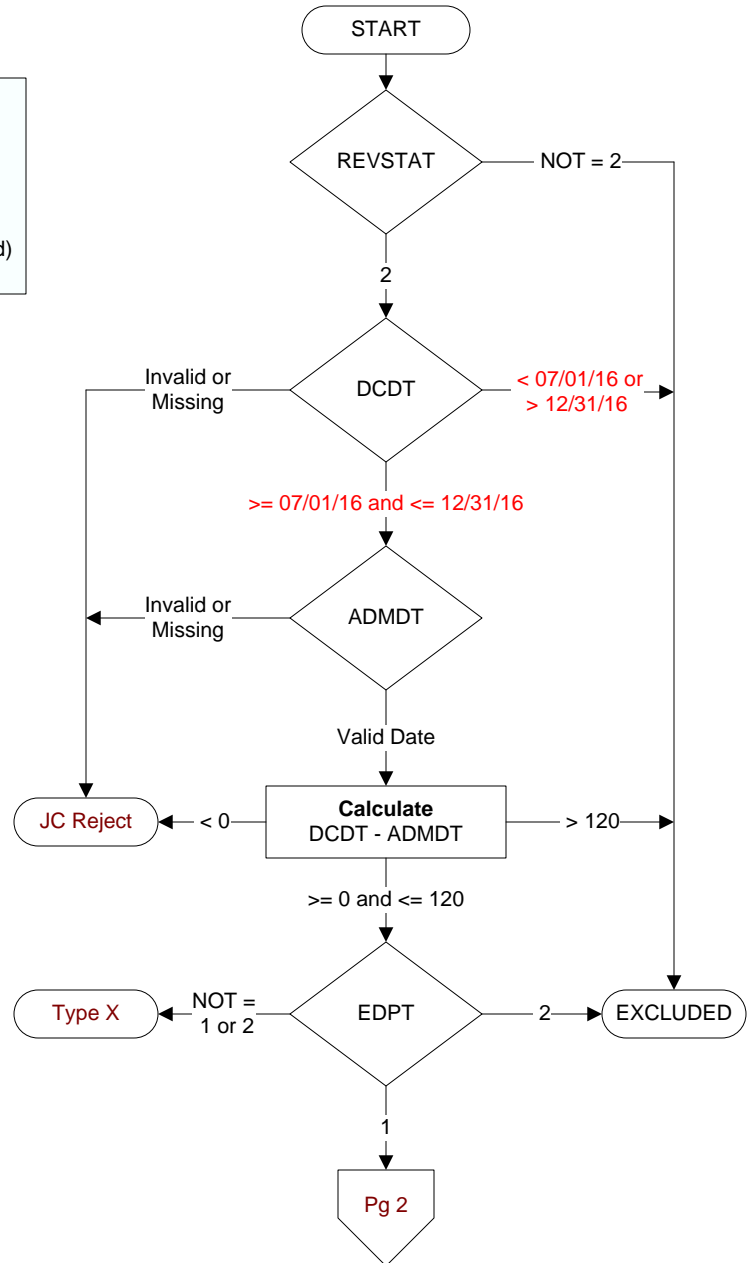 START
REVSTAT
NOT = 2
d)
2
Invalid or
Missing
DCDT
< 07/01/16 or
> 12/31/16
>= 07/01/16 and <= 12/31/16
Invalid or
Missing
ADMDT
Valid Date
JC Reject
< 0
Calculate
DCDT - ADMDT
> 120
>= 0 and <= 120
Type X
NOT =
1 or 2
EDPT
2
EXCLUDED
1
Pg 2